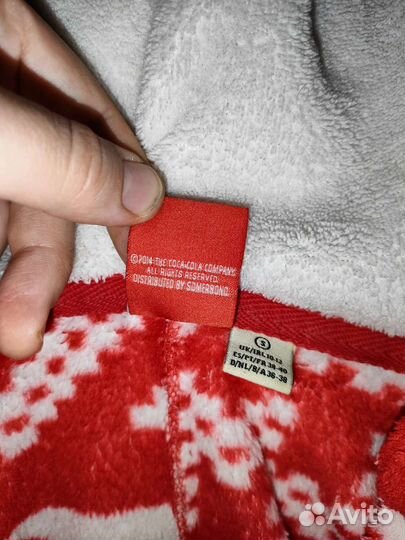 ©2014 THE COCA-COLA COMPANY.
ALL RIGHTS RESERVED.
DISTRIBUTED BY SOMERBOND.
S
UK/IRL 10-12
ES/PT/FR 38-40
D/NL/B/A 36-38
Avito